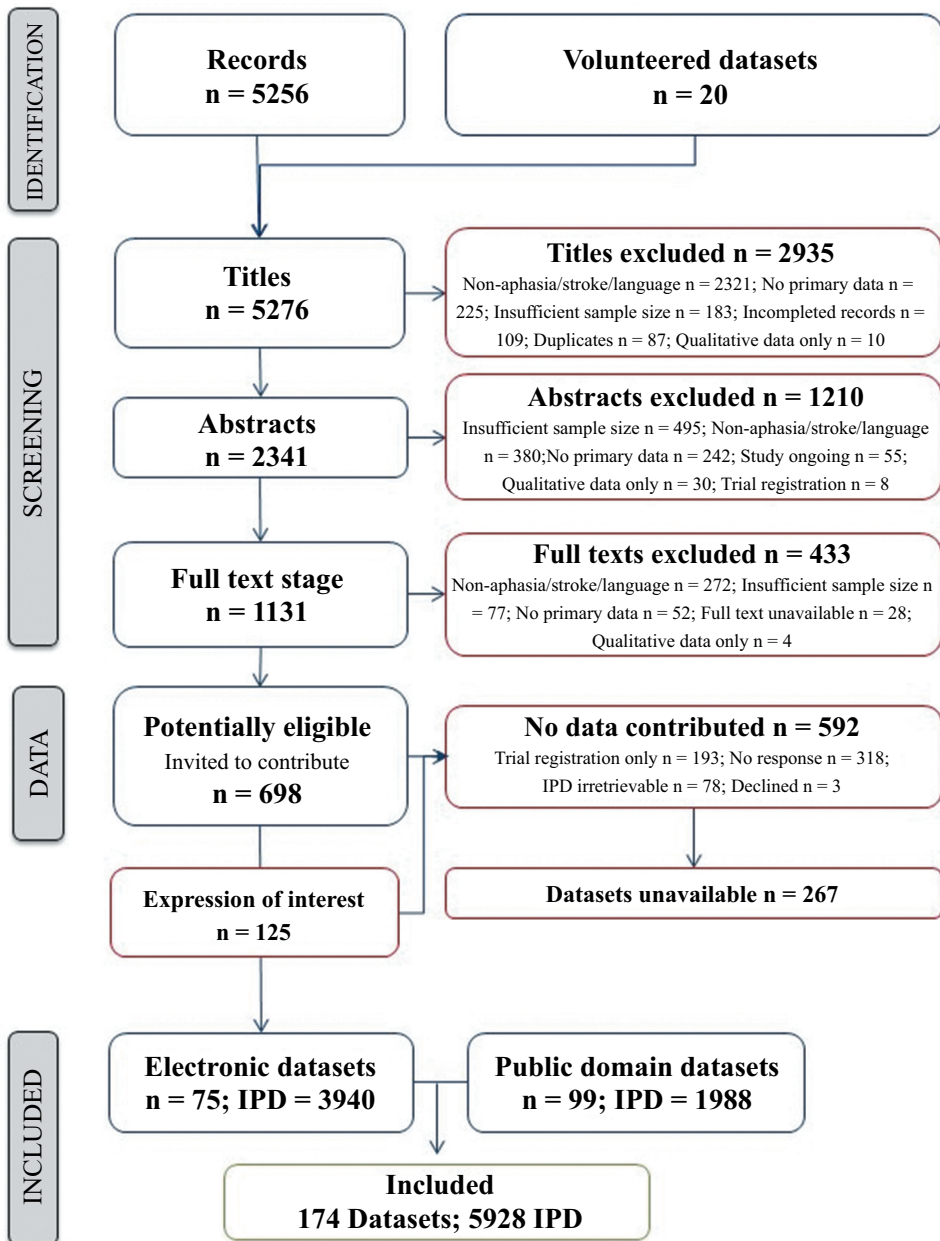 IDENTIFICATION
Records
n = 5256
Volunteered datasets
n = 20
SCREENING
Titles
n = 5276
Titles excluded n = 2935
Non-aphasia/stroke/language n = 2321; No primary data n =
225; Insufficient sample size n = 183; Incompleted records n =
109; Duplicates n = 87; Qualitative data only n = 10
Abstracts
n = 2341
Abstracts excluded n = 1210
Insufficient sample size n = 495; Non-aphasia/stroke/language
n = 380;No primary data n = 242; Study ongoing n = 55;
Qualitative data only n = 30; Trial registration n = 8
Full text stage
n = 1131
Full texts excluded n = 433
Non-aphasia/stroke/language n = 272; Insufficient sample size n
= 77; No primary data n = 52; Full text unavailable n = 28;
Qualitative data only n = 4
DATA
Potentially eligible
Invited to contribute
n = 698
No data contributed n = 592
Trial registration only n = 193; No response n = 318;
IPD irretrievable n = 78; Declined n = 3
Expression of interest
n = 125
Datasets unavailable n = 267
INCLUDED
Electronic datasets
n = 75; IPD = 3940
Public domain datasets
n = 99; IPD = 1988
Included
174 Datasets; 5928 IPD